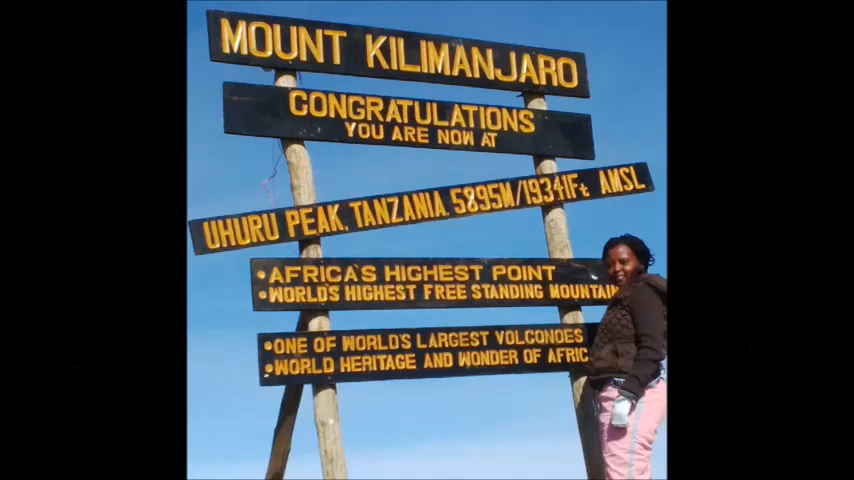 MOUNT KILIMANJARO
CONGRATULATIONS
YOU ARE NOW AT
UHURU PEAK, TANZANIA, 5895M/19341Ft AMSL
• AFRICA'S HIGHEST POINT
• WORLD'S HIGHEST FREE STANDING MOUNTAIN
• ONE OF WORLD'S LARGEST VOLCONOES
• WORLD HERITAGE AND WONDER OF AFRIC